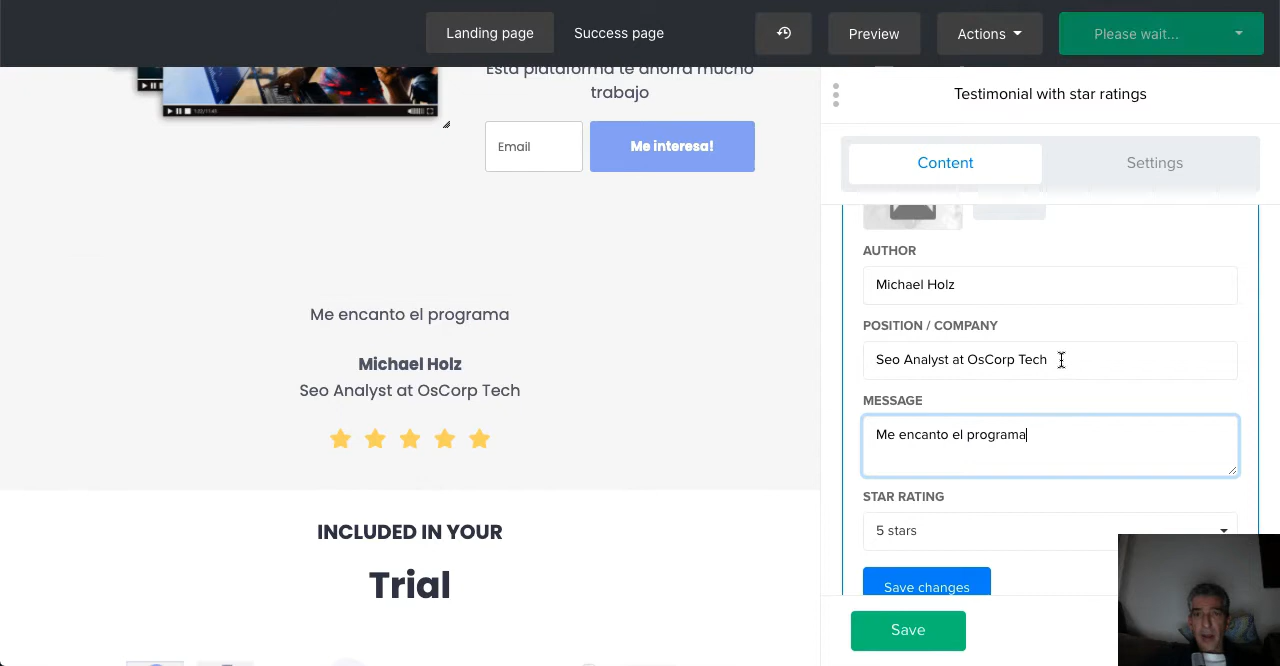 Landing page
Success page
Preview
Actions
Please wait...
Esta plataforma te ahorra mucho
trabajo
Email
Me interesa!
Me encanto el programa
Michael Holz
Seo Analyst at OsCorp Tech
INCLUDED IN YOUR
Trial
Testimonial with star ratings
Content
Settings
AUTHOR
Michael Holz
POSITION / COMPANY
Seo Analyst at OsCorp Tech
MESSAGE
Me encanto el programa
STAR RATING
5 stars
Save changes
Save